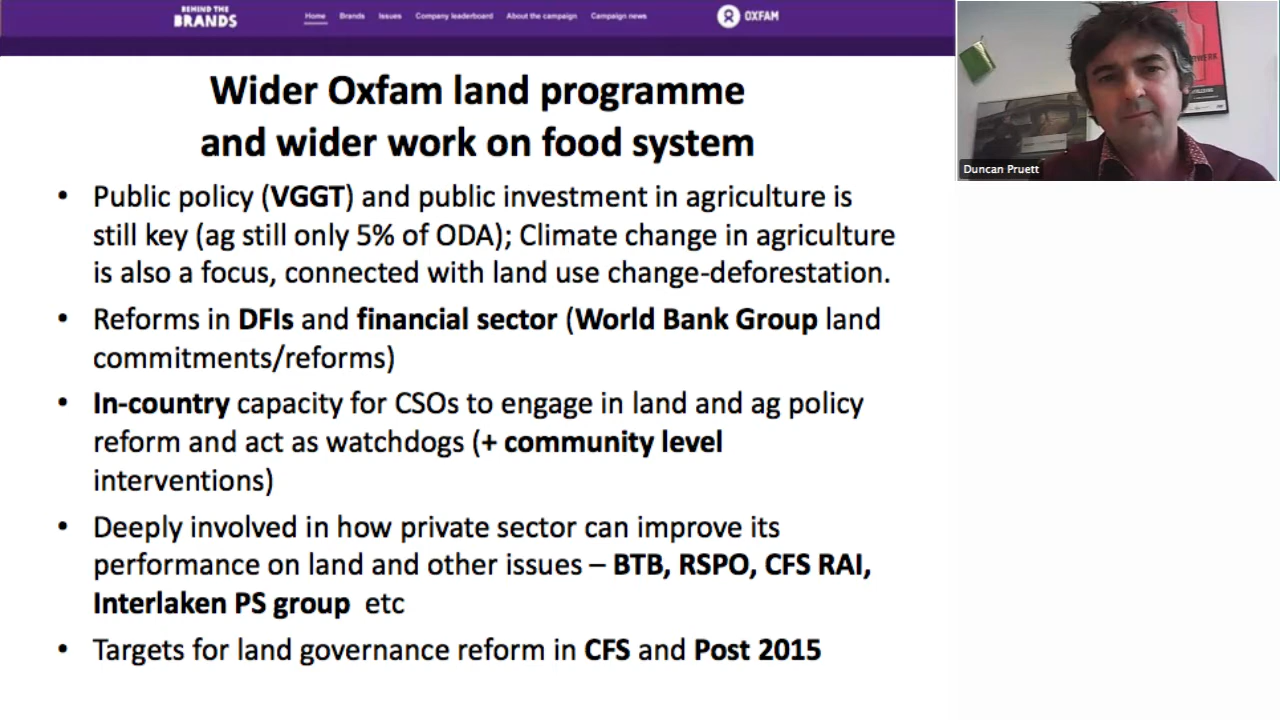 BEHIND THE
BRANDS
Home Brands Issues Company leaderboard About the campaign Campaign news
OXFAM
Wider Oxfam land programme
and wider work on food system
• Public policy (VGGT) and public investment in agriculture is
still key (ag still only 5% of ODA); Climate change in agriculture
is also a focus, connected with land use change-deforestation.
• Reforms in DFIs and financial sector (World Bank Group land
commitments/reforms)
• In-country capacity for CSOs to engage in land and ag policy
reform and act as watchdogs (+ community level
interventions)
• Deeply involved in how private sector can improve its
performance on land and other issues – BTB, RSPO, CFS RAI,
Interlaken PS group etc
• Targets for land governance reform in CFS and Post 2015
Duncan Pruett